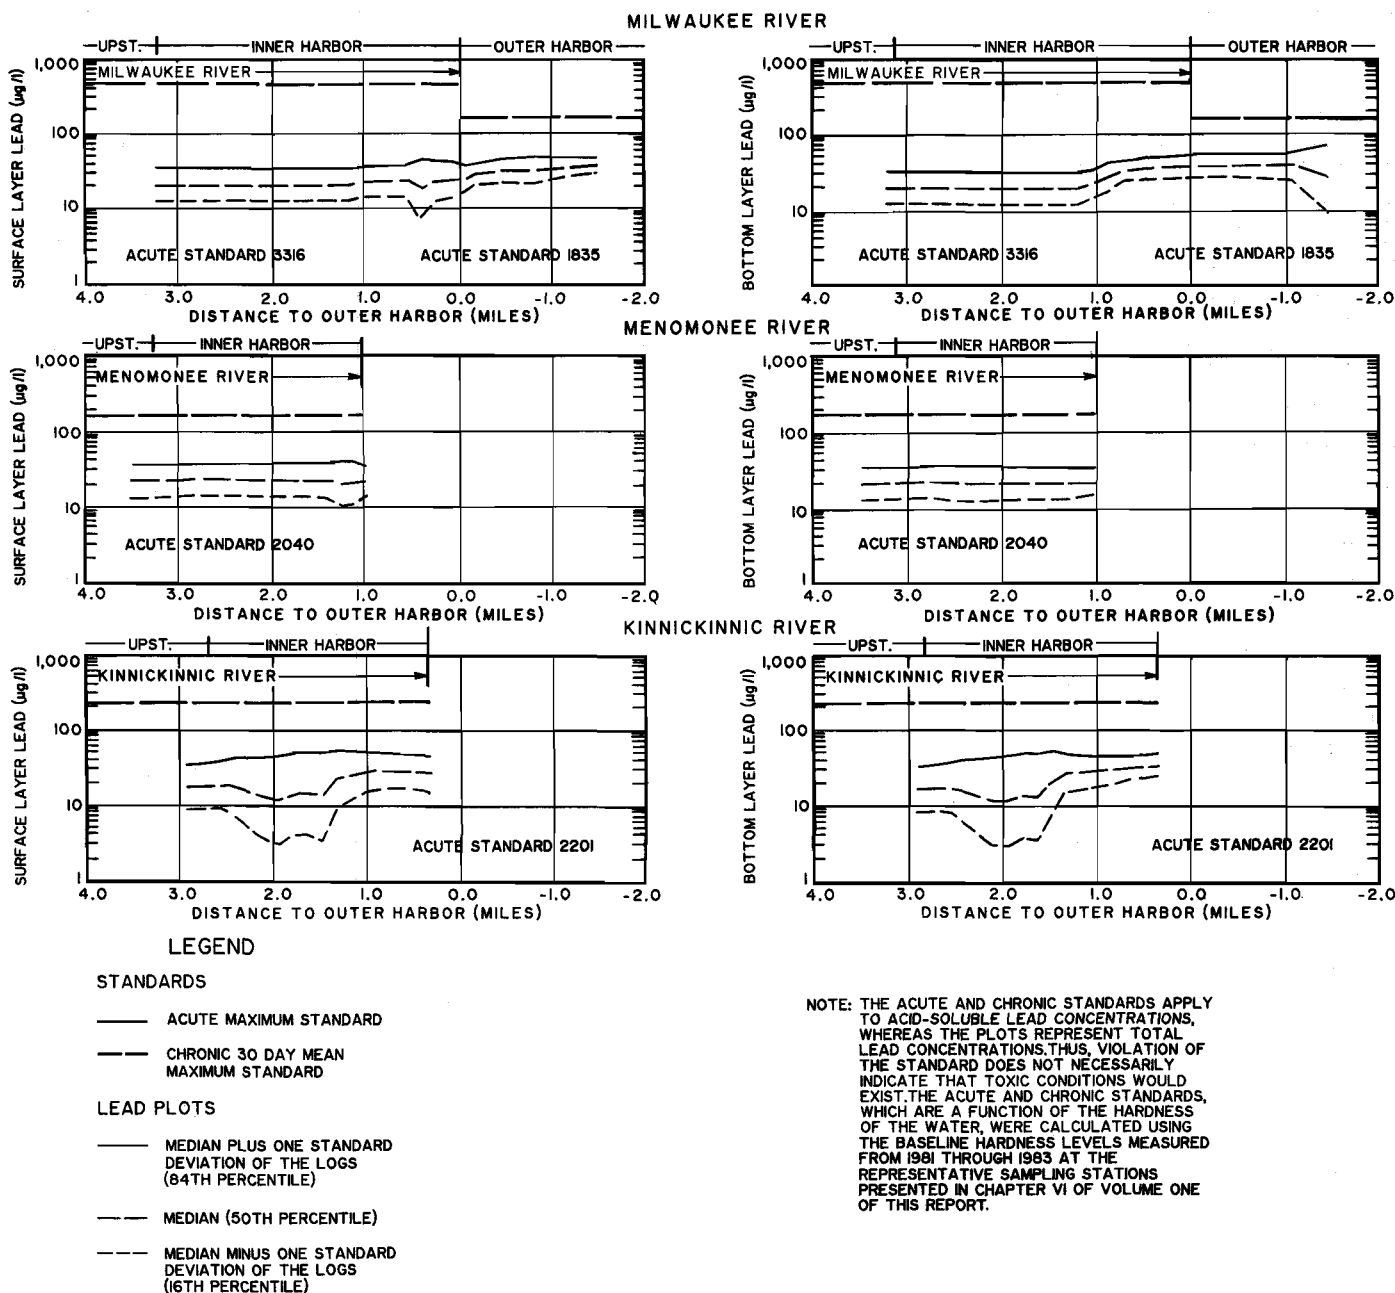 MILWAUKEE RIVER
UPST. INNER HARBOR OUTER HARBOR
MILWAUKEE RIVER
SURFACE LAYER LEAD (µg/l)
1,000
100
10
1
ACUTE STANDARD 3316 ACUTE STANDARD 1835
4.0 3.0 2.0 1.0 0.0 -1.0 -2.0
DISTANCE TO OUTER HARBOR (MILES)
UPST. INNER HARBOR OUTER HARBOR
MILWAUKEE RIVER
BOTTOM LAYER LEAD (µg/l)
1,000
100
10
1
ACUTE STANDARD 3316 ACUTE STANDARD 1835
4.0 3.0 2.0 1.0 0.0 -1.0 -2.0
DISTANCE TO OUTER HARBOR (MILES)
MENOMONEE RIVER
UPST. INNER HARBOR
MENOMONEE RIVER
SURFACE LAYER LEAD (µg/l)
1,000
100
10
1
ACUTE STANDARD 2040
4.0 3.0 2.0 1.0 0.0 -1.0 -2.0
DISTANCE TO OUTER HARBOR (MILES)
UPST. INNER HARBOR
MENOMONEE RIVER
BOTTOM LAYER LEAD (µg/l)
1,000
100
10
1
ACUTE STANDARD 2040
4.0 3.0 2.0 1.0 0.0 -1.0 -2.0
DISTANCE TO OUTER HARBOR (MILES)
KINNICKINNIC RIVER
UPST. INNER HARBOR
KINNICKINNIC RIVER
SURFACE LAYER LEAD (µg/l)
1,000
100
10
1
ACUTE STANDARD 2201
4.0 3.0 2.0 1.0 0.0 -1.0 -2.0
DISTANCE TO OUTER HARBOR (MILES)
UPST. INNER HARBOR
KINNICKINNIC RIVER
BOTTOM LAYER LEAD (µg/l)
1,000
100
10
1
ACUTE STANDARD 2201
4.0 3.0 2.0 1.0 0.0 -1.0 -2.0
DISTANCE TO OUTER HARBOR (MILES)
LEGEND
STANDARDS
ACUTE MAXIMUM STANDARD
CHRONIC 30 DAY MEAN
MAXIMUM STANDARD
LEAD PLOTS
MEDIAN PLUS ONE STANDARD
DEVIATION OF THE LOGS
(84TH PERCENTILE)
MEDIAN (50TH PERCENTILE)
MEDIAN MINUS ONE STANDARD
DEVIATION OF THE LOGS
(16TH PERCENTILE)
NOTE: THE ACUTE AND CHRONIC STANDARDS APPLY
TO ACID-SOLUBLE LEAD CONCENTRATIONS,
WHEREAS THE PLOTS REPRESENT TOTAL
LEAD CONCENTRATIONS. THUS, VIOLATION OF
THE STANDARD DOES NOT NECESSARILY
INDICATE THAT TOXIC CONDITIONS WOULD
EXIST. THE ACUTE AND CHRONIC STANDARDS,
WHICH ARE A FUNCTION OF THE HARDNESS
OF THE WATER, WERE CALCULATED USING
THE BASELINE HARDNESS LEVELS MEASURED
FROM 1981 THROUGH 1983 AT THE
REPRESENTATIVE SAMPLING STATIONS
PRESENTED IN CHAPTER VI OF VOLUME ONE
OF THIS REPORT.